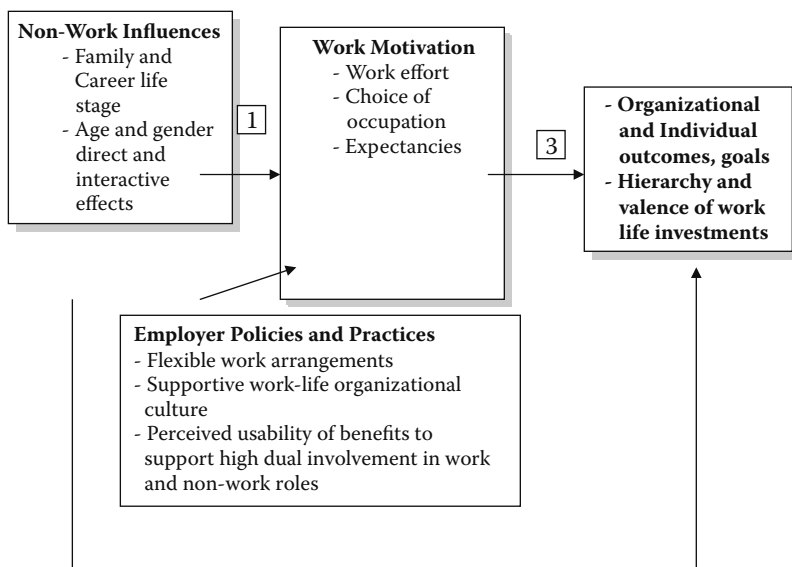 Non-Work Influences
- Family and
Career life
stage
- Age and gender
direct and
interactive
effects
1
Work Motivation
- Work effort
- Choice of
occupation
- Expectancies
3
- Organizational
and Individual
outcomes, goals
- Hierarchy and
valence of work
life investments
Employer Policies and Practices
- Flexible work arrangements
- Supportive work-life organizational
culture
- Perceived usability of benefits to
support high dual involvement in work
and non-work roles